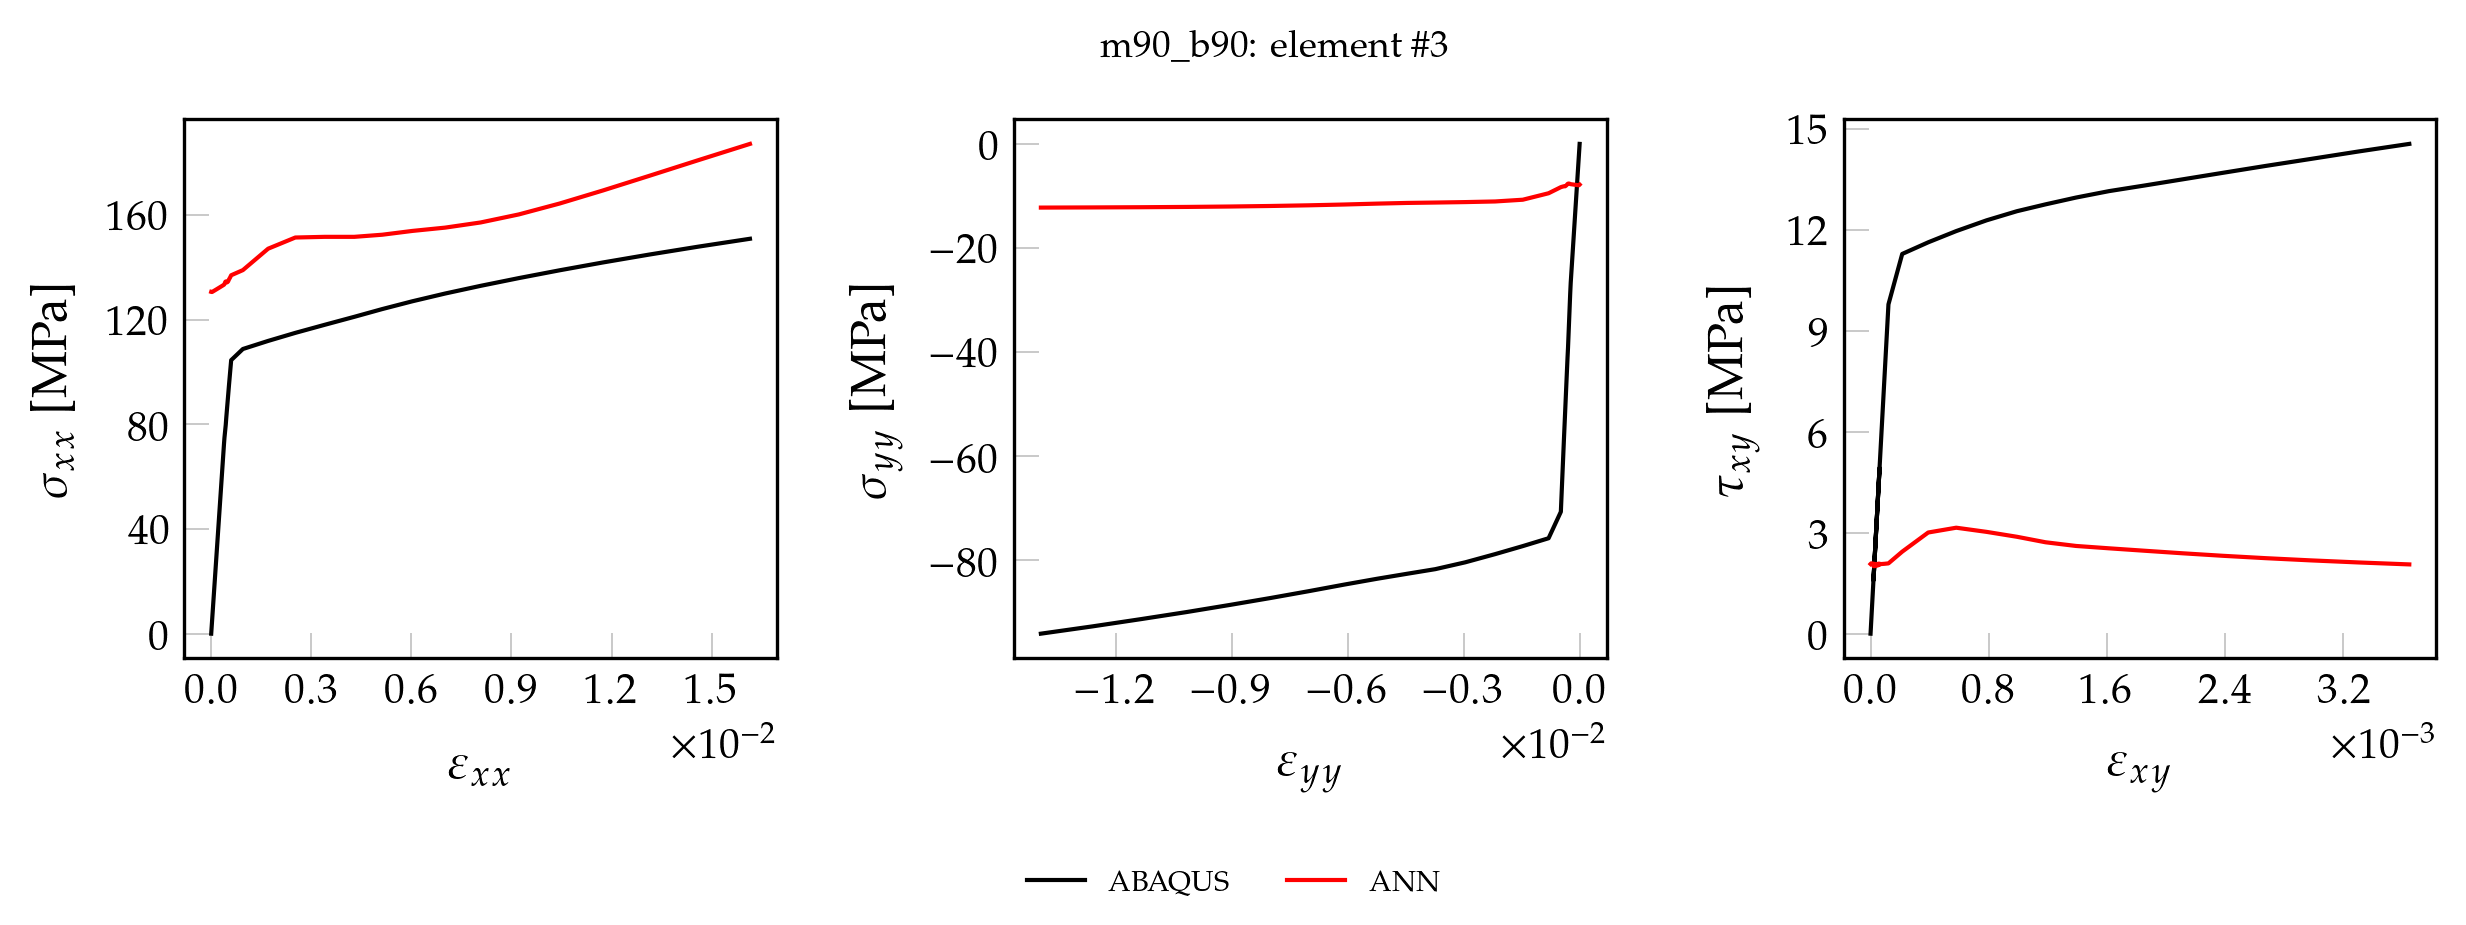 m90_b90: element #3
σxx [MPa]
160
120
80
40
0
0.0 0.3 0.6 0.9 1.2 1.5
×10−2
εxx
σyy [MPa]
0
−20
−40
−60
−80
−1.2 −0.9 −0.6 −0.3 0.0
×10−2
εyy
τxy [MPa]
15
12
9
6
3
0
0.0 0.8 1.6 2.4 3.2
×10−3
εxy
ABAQUS ANN